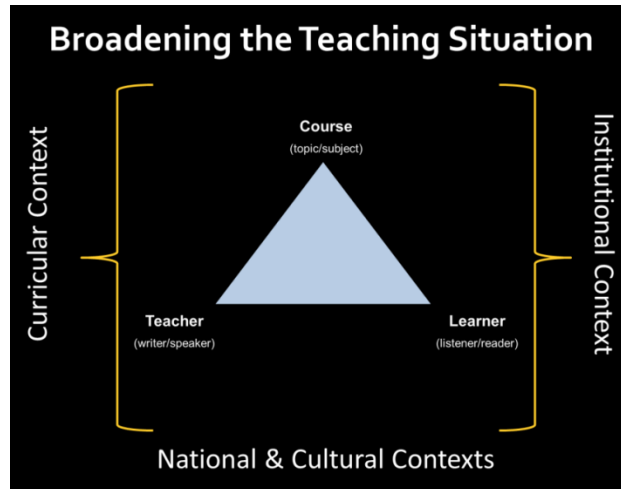 Broadening the Teaching Situation
Curricular Context
Course
(topic/subject)
Teacher
(writer/speaker)
Learner
(listener/reader)
Institutional Context
National & Cultural Contexts